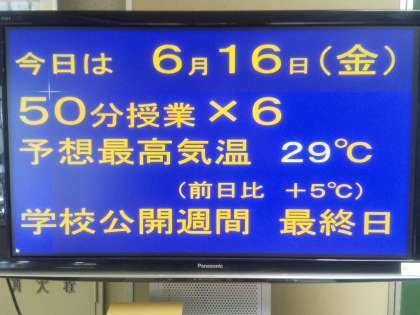 今日は 6月16日(金)
50分授業×6
予想最高気温 29℃
(前日比 +5℃)
学校公開週間 最終日
Panasonic